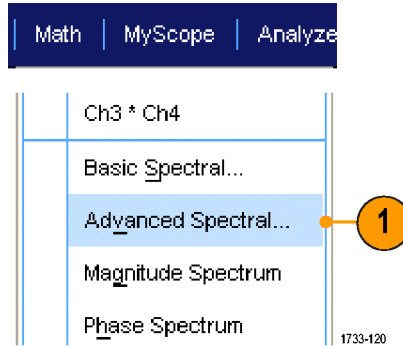 Math | MyScope | Analyze
Ch3 * Ch4
Basic Spectral...
Advanced Spectral...
1
Magnitude Spectrum
Phase Spectrum
1733-120